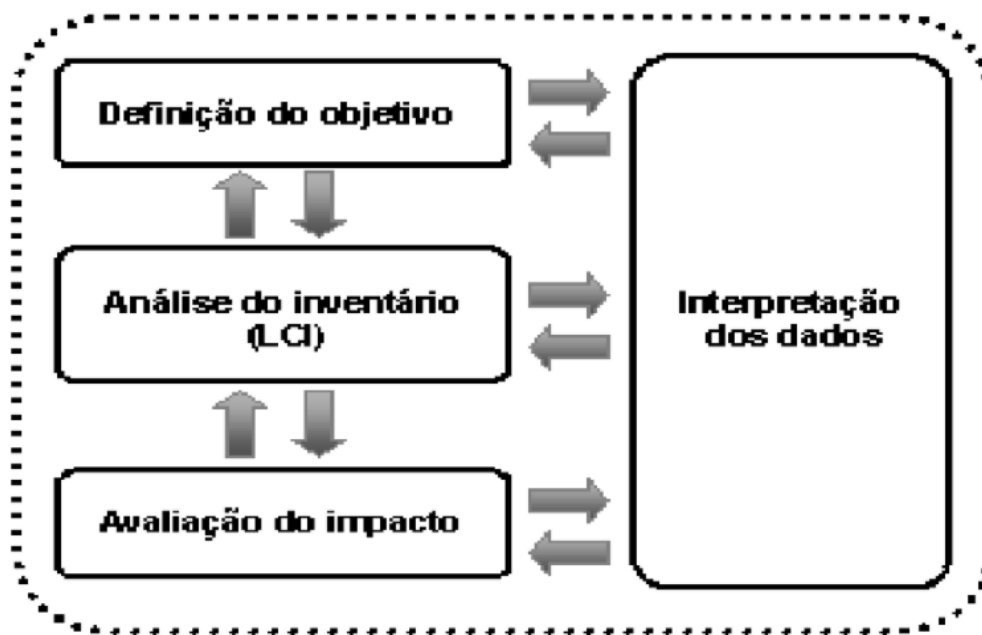 Definição do objetivo
Análise do inventário
(LCI)
Avaliação do impacto
Interpretação
dos dados